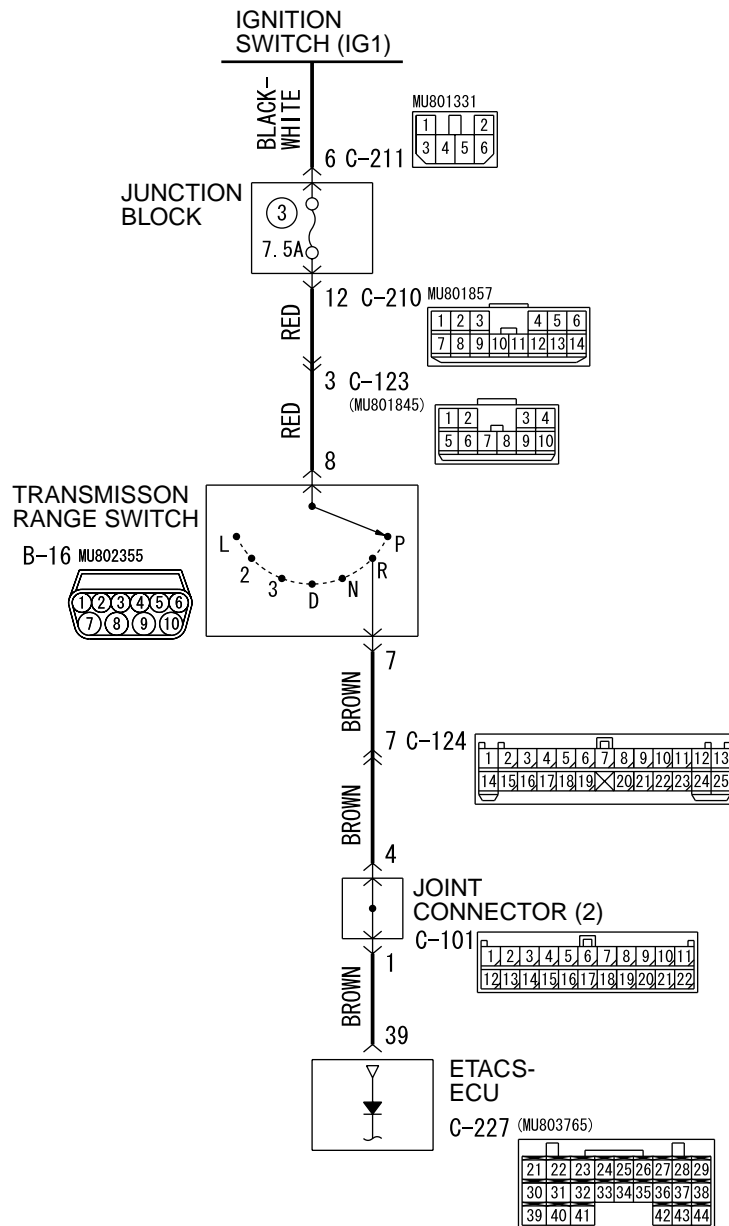 IGNITION
SWITCH (IG1)
BLACK-
WHITE
MU801331
1 2
3 4 5 6
6 C-211
JUNCTION
BLOCK
3
7.5A
12 C-210 MU801857
1 2 3 4 5 6
7 8 9 10 11 12 13 14
RED
3 C-123
(MU801845)
1 2 3 4
5 6 7 8 9 10
RED
8
TRANSMISSON
RANGE SWITCH
B-16 MU802355
1 2 3 4 5 6
7 8 9 10
L 2 3 D N R P
7
BROWN
7 C-124
1 2 3 4 5 6 7 8 9 10 11 12 13
14 15 16 17 18 19 20 21 22 23 24 25
BROWN
4
JOINT
CONNECTOR (2)
C-101
1 2 3 4 5 6 7 8 9 10 11
12 13 14 15 16 17 18 19 20 21 22
1
BROWN
39
ETACS-
ECU
C-227 (MU803765)
21 22 23 24 25 26 27 28 29
30 31 32 33 34 35 36 37 38
39 40 41 42 43 44